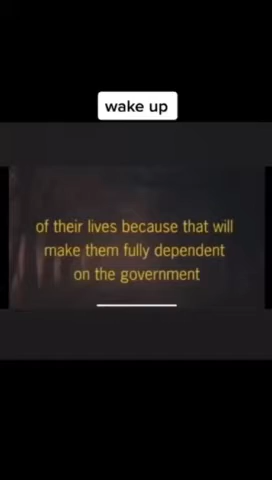 wake up
of their lives because that will
make them fully dependent
on the government